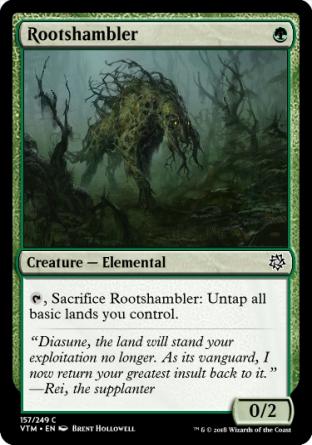 Rootshambler
Creature — Elemental
, Sacrifice Rootshambler: Untap all
basic lands you control.
“Diasune, the land will stand your
exploitation no longer. As its vanguard, I
now return your greatest insult back to it.”
—Rei, the supplanter
0/2
157/249 C
VTM • EN Brent Hollowell
™ & © 2018 Wizards of the Coast